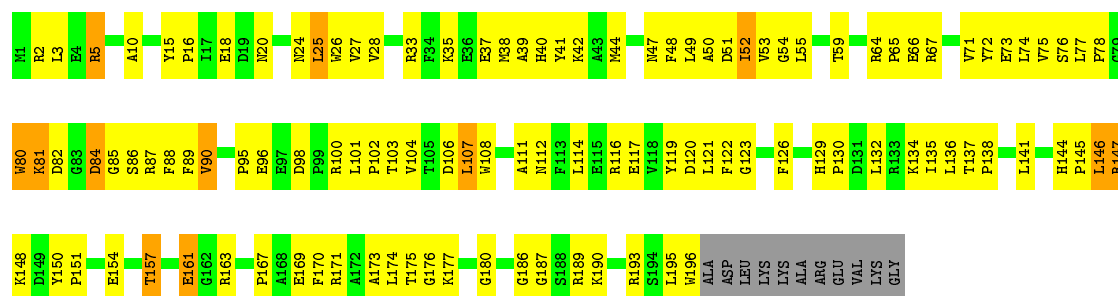 M1 R2 L3 E4 R5 A10 Y15 P16 I17 E18 D19 N20 N24 L25 W26 V27 V28 R33 F34 K35 E36 E37 M38 A39 H40 Y41 K42 A43 M44 N47 F48 L49 A50 D51 I52 V53 G54 L55 T59 R64 P65 E66 R67 V71 Y72 E73 L74 V75 S76 L77 P78
W80 K81 D82 G83 D84 G85 S86 R87 F88 F89 V90 P95 E96 E97 D98 P99 R100 L101 P102 T103 V104 T105 D106 L107 W108 A111 N112 F113 L114 E115 R116 E117 V118 Y119 D120 L121 F122 G123 F126 H129 P130 D131 L132 R133 K134 I135 L136 T137 P138 L141 H144 P145 L146 R147
K148 D149 Y150 P151 E154 T157 E161 G162 R163 P167 A168 E169 F170 R171 A172 A173 L174 T175 G176 K177 G180 G186 G187 S188 R189 K190 R193 S194 L195 W196 ALA ASP LEU LYS LYS ALA ARG GLU VAL LYS GLY